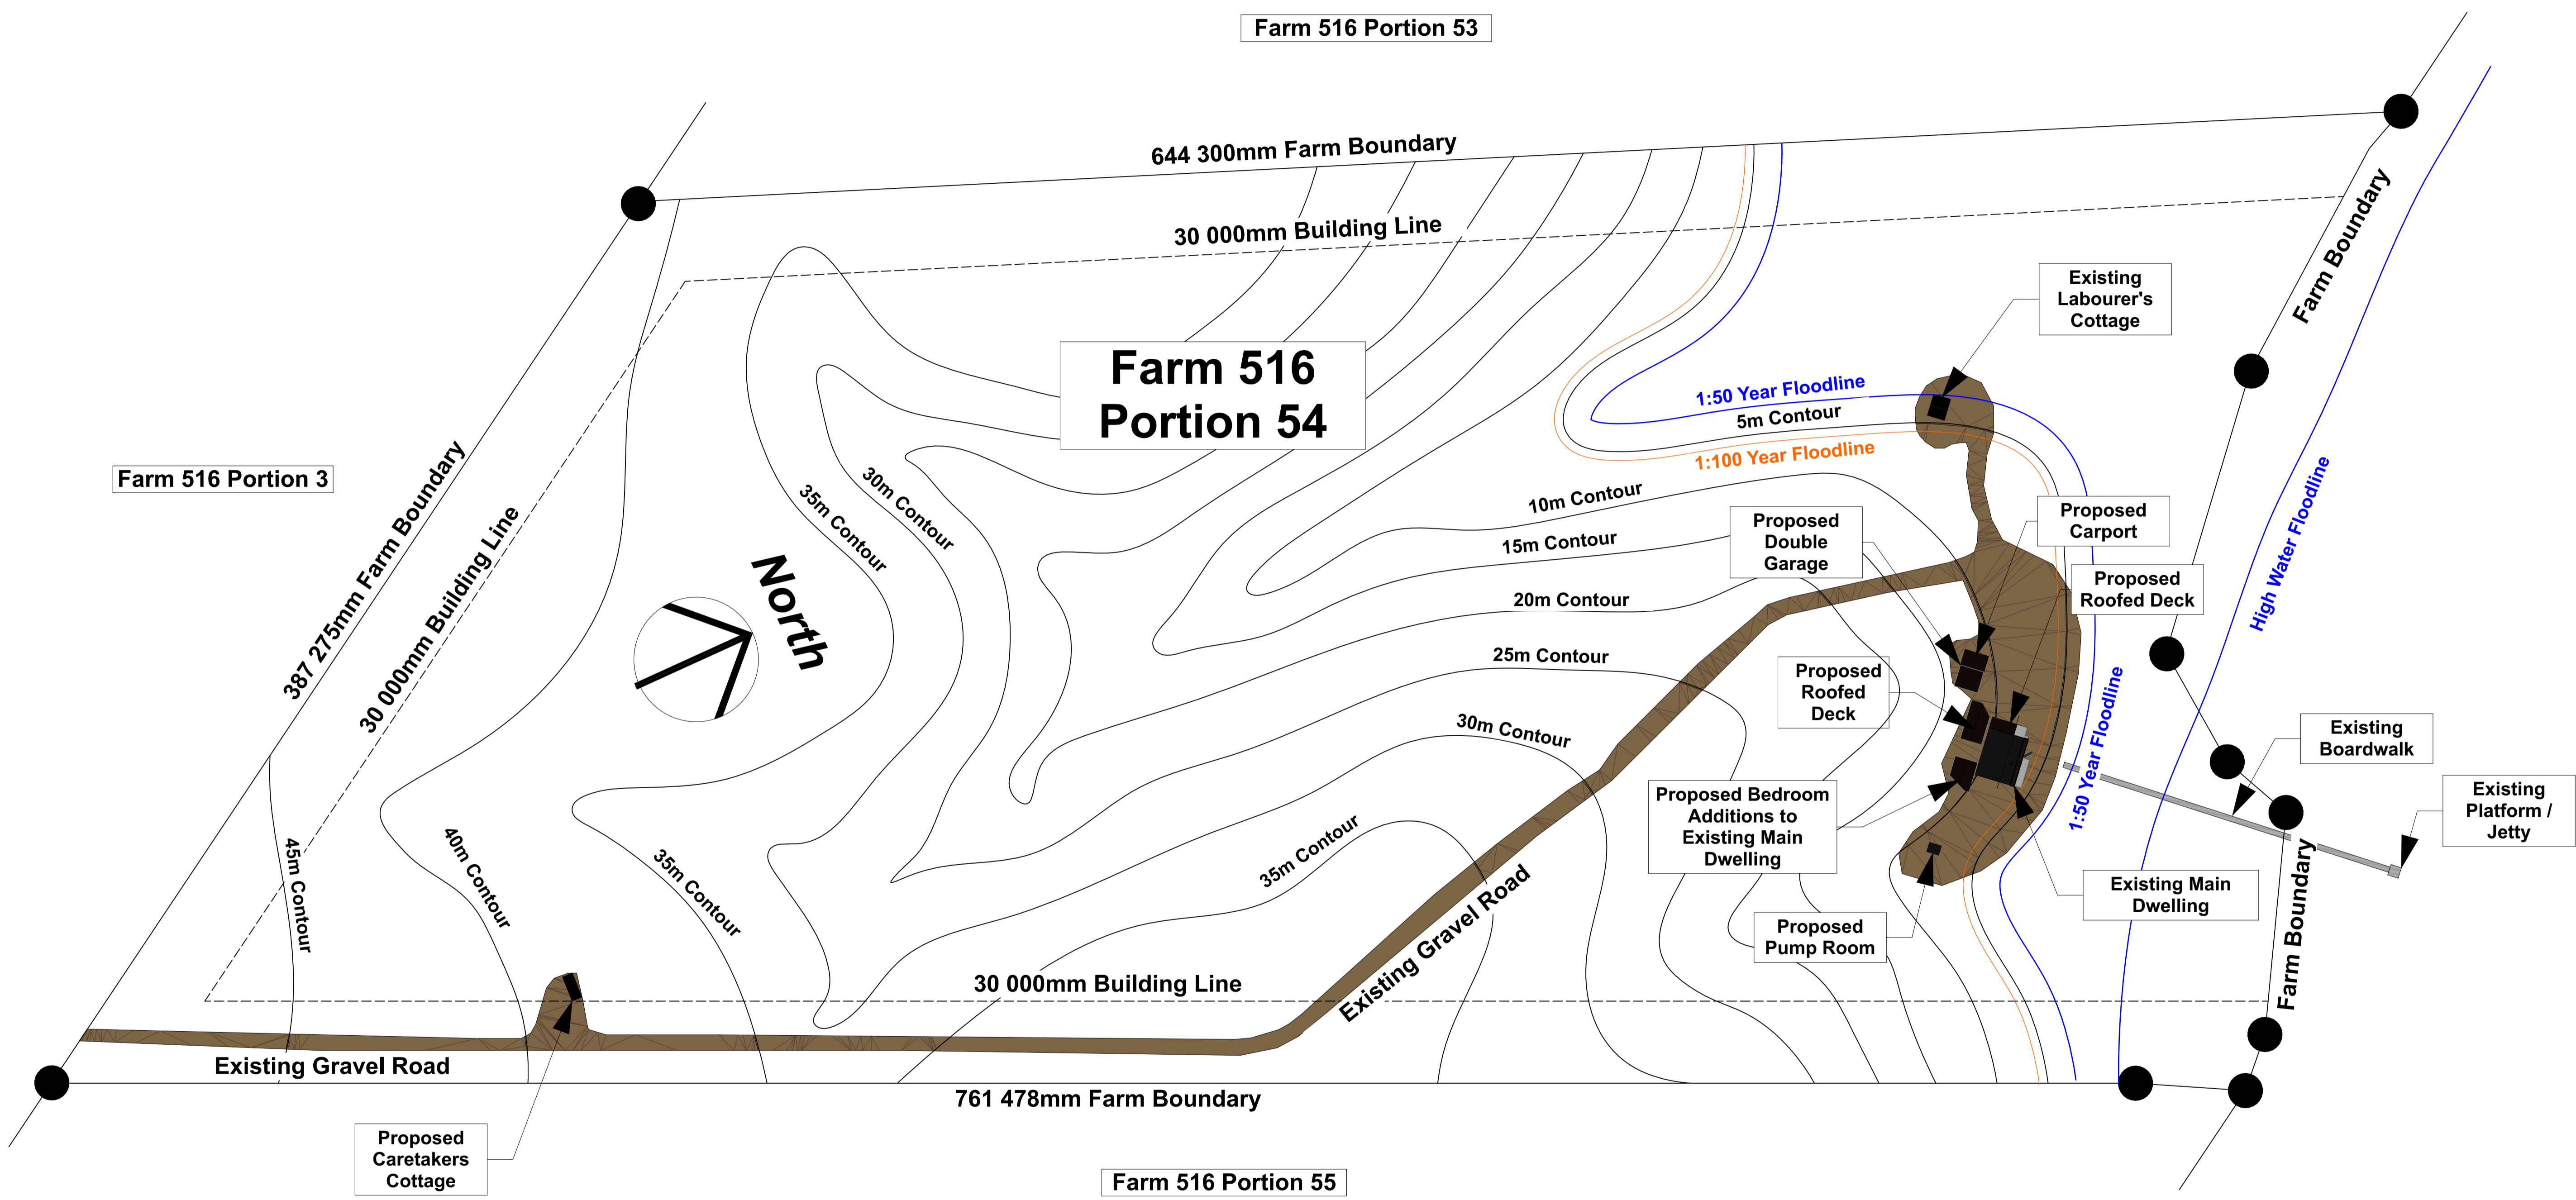 Farm 516 Portion 53
644 300mm Farm Boundary
30 000mm Building Line
Farm Boundary
Existing
Labourer's
Cottage
Farm 516
Portion 54
1:50 Year Floodline
5m Contour
1:100 Year Floodline
Farm 516 Portion 3
387 275mm Farm Boundary
30 000mm Building Line
35m Contour
30m Contour
North
10m Contour
15m Contour
20m Contour
25m Contour
30m Contour
35m Contour
Proposed
Double
Garage
Proposed
Carport
Proposed
Roofed Deck
High Water Floodline
Proposed
Roofed
Deck
1:50 Year Floodline
Existing
Boardwalk
Existing
Platform /
Jetty
Proposed Bedroom
Additions to
Existing Main
Dwelling
Existing Main
Dwelling
Proposed
Pump Room
Farm Boundary
45m Contour
40m Contour
35m Contour
30 000mm Building Line
Existing Gravel Road
Existing Gravel Road
761 478mm Farm Boundary
Proposed
Caretakers
Cottage
Farm 516 Portion 55